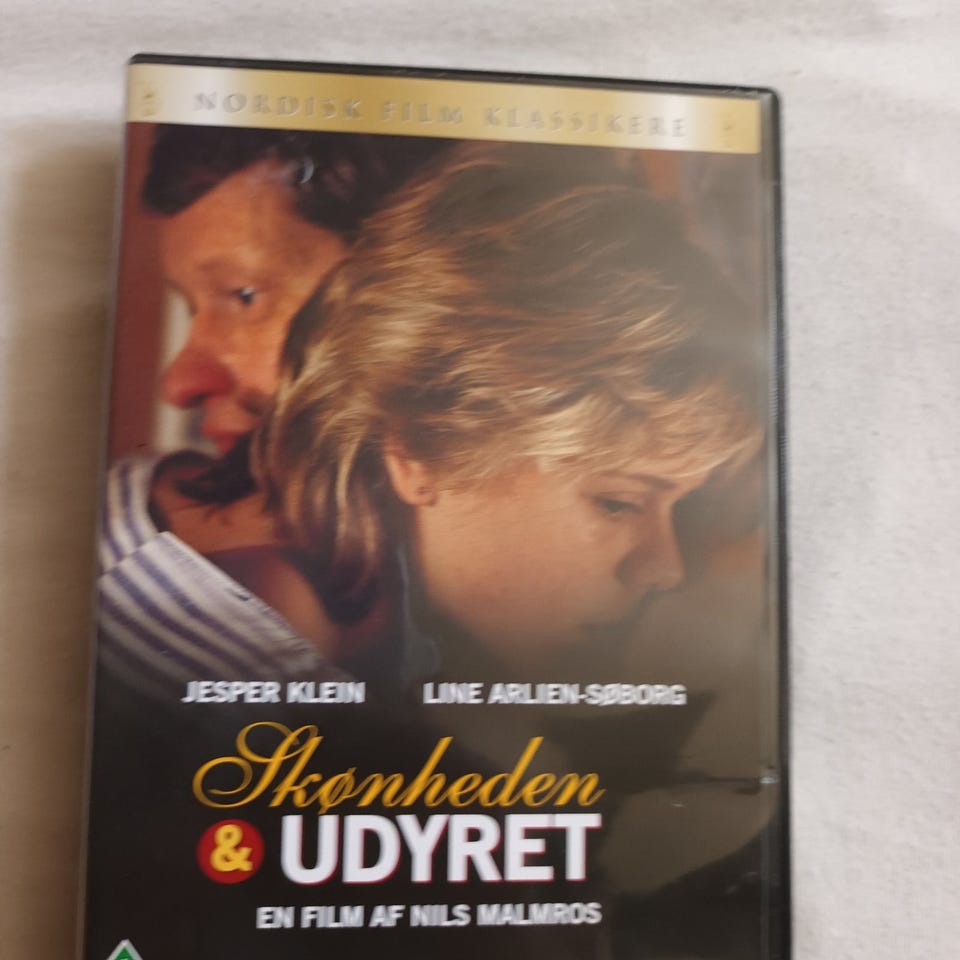 NORDISK FILM KLASSIKERE
JESPER KLEIN LINE ARLIEN-SØBORG
Skønheden
& UDYRET
EN FILM AF NILS MALMROS